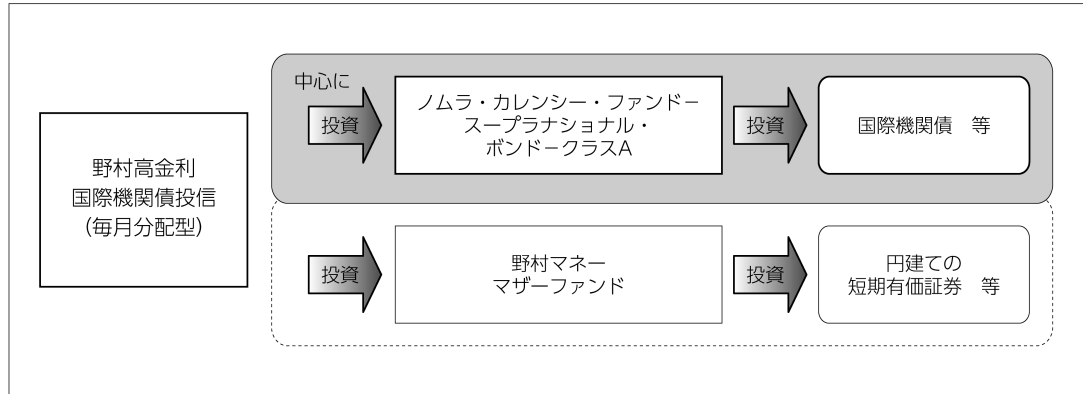 野村高金利
国際機関債投信
(毎月分配型)
中心に
投資
ノムラ・カレンシー・ファンド−
スープラナショナル・
ボンド−クラスA
投資
国際機関債　等
投資
野村マネー
マザーファンド
投資
円建ての
短期有価証券　等